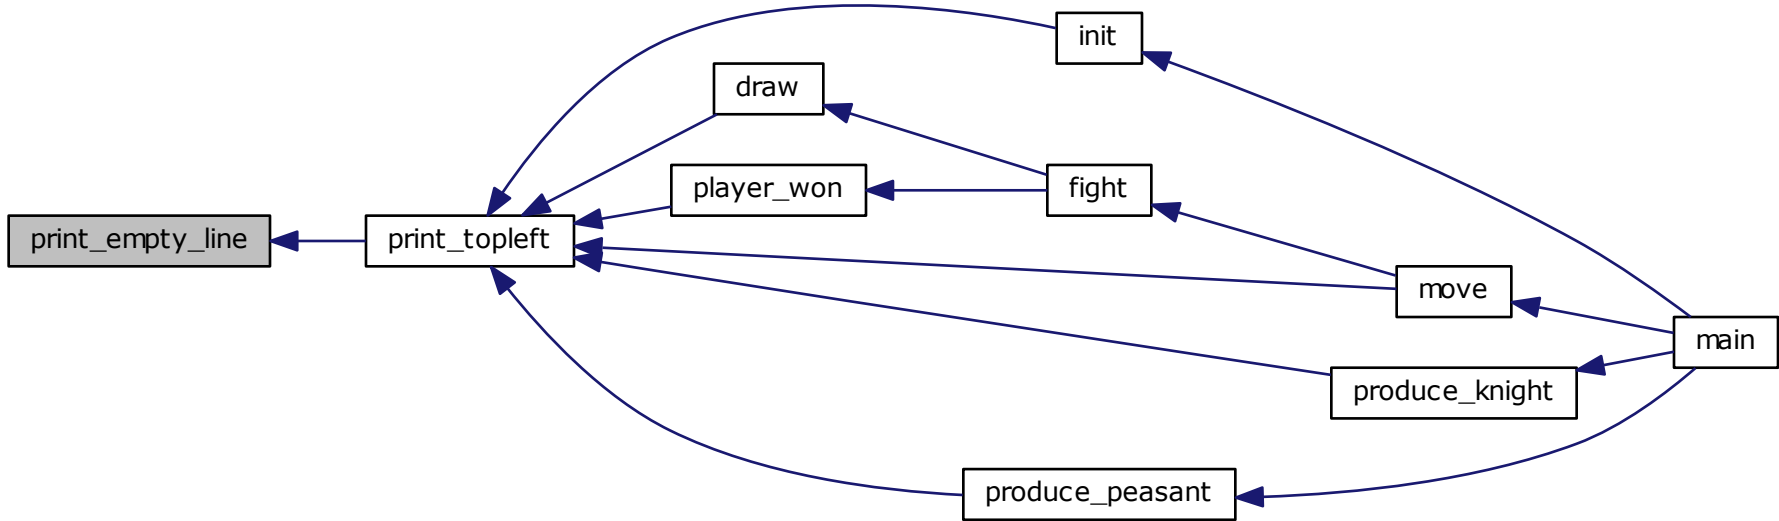 init
draw
player_won
fight
print_empty_line
print_topleft
move
main
produce_knight
produce_peasant